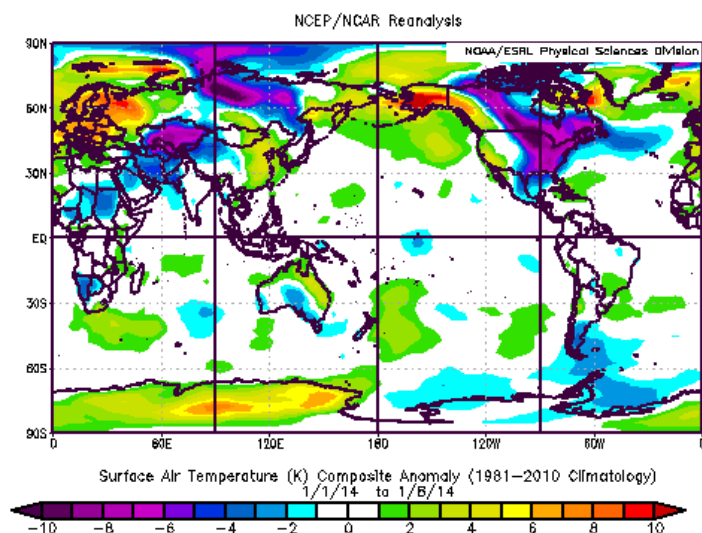 NCEP/NCAR Reanalysis
NOAA/ESRL Physical Sciences Division
90N
60N
30N
EQ
30S
60S
90S
0 60E 120E 180 120W 60W 0
Surface Air Temperature (K) Composite Anomaly (1981-2010 Climatology)
1/1/14 to 1/6/14
-10 -8 -6 -4 -2 0 2 4 6 8 10